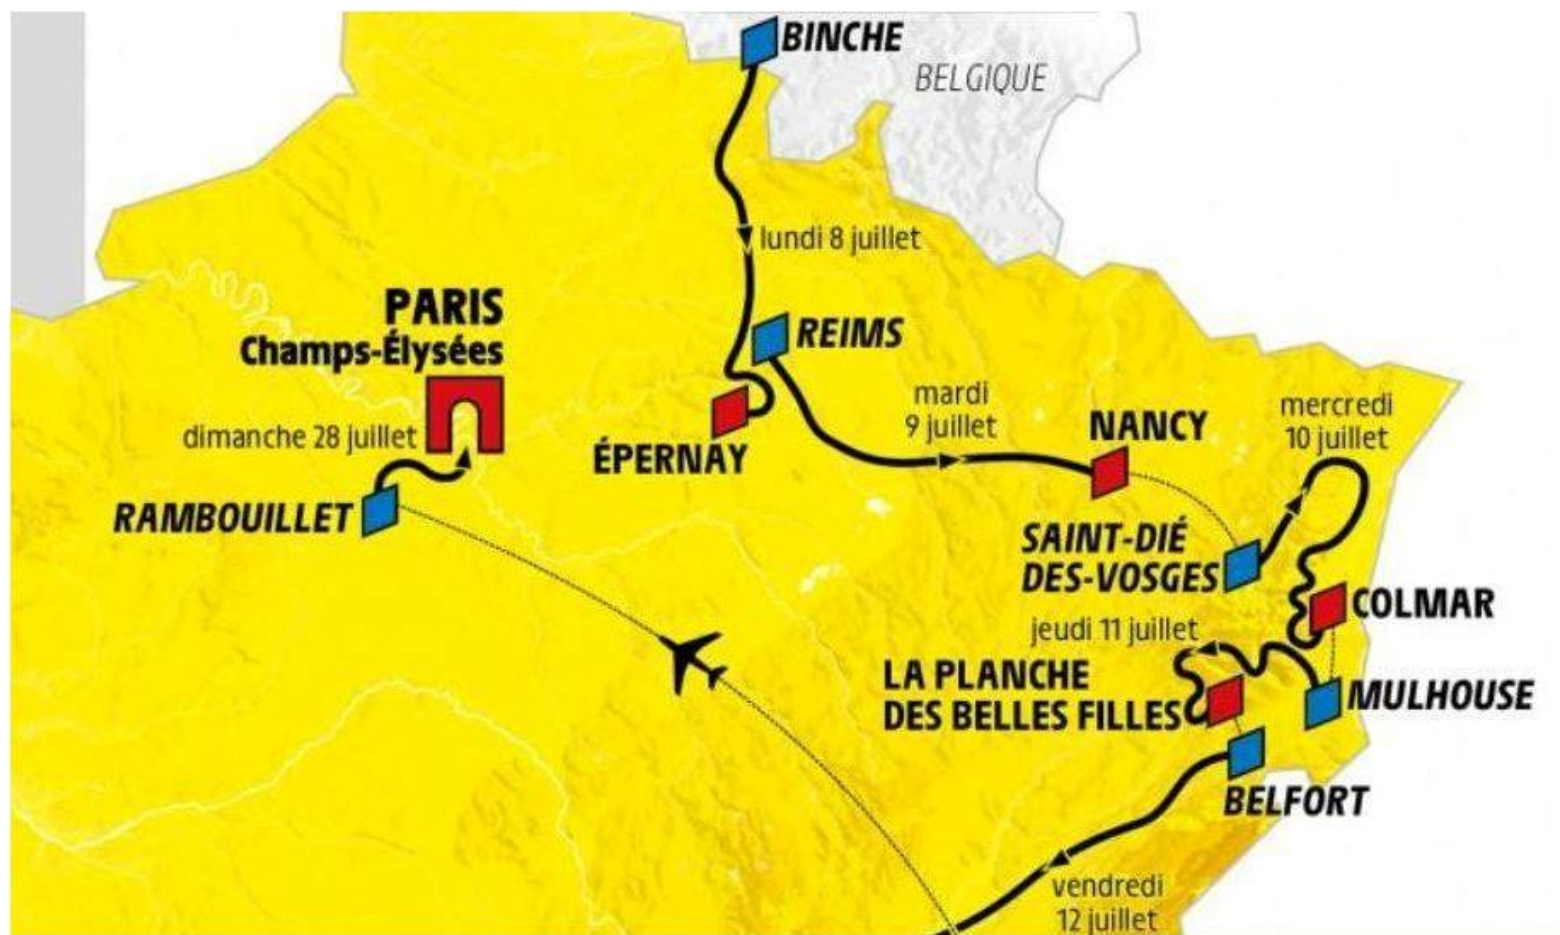 BINCHE
BELGIQUE
lundi 8 juillet
PARIS
Champs-Élysées
REIMS
dimanche 28 juillet
mardi
9 juillet
NANCY
mercredi
10 juillet
ÉPERNAY
RAMBOUILLET
SAINT-DIÉ
DES-VOSGES
COLMAR
jeudi 11 juillet
LA PLANCHE
DES BELLES FILLES
MULHOUSE
BELFORT
vendredi
12 juillet